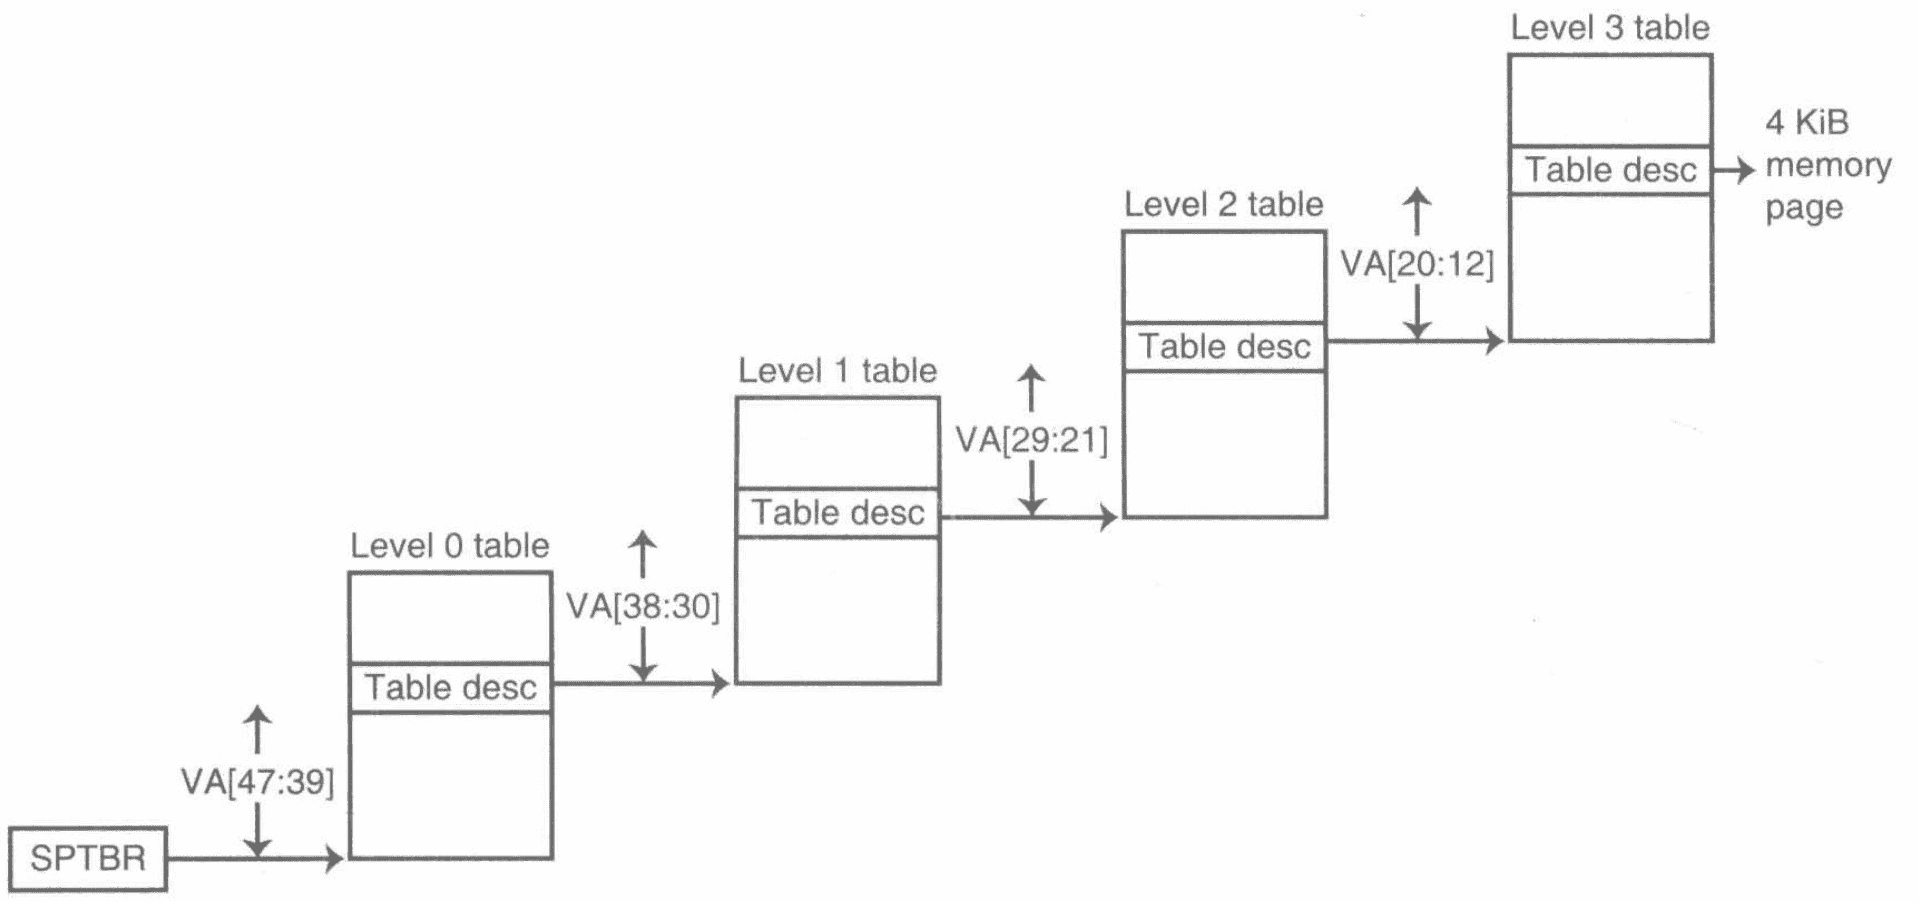 Level 3 table
4 KiB
memory
page
Table desc
Level 2 table
VA[20:12]
Table desc
Level 1 table
VA[29:21]
Table desc
Level 0 table
VA[38:30]
Table desc
VA[47:39]
SPTBR